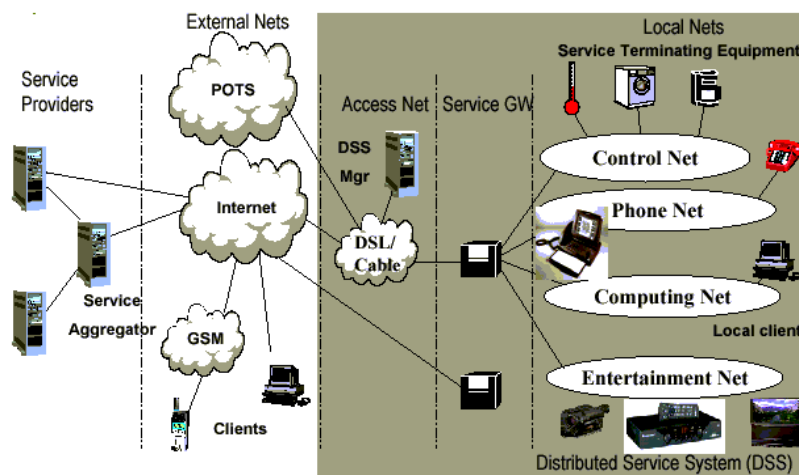 External Nets
Local Nets
Service Terminating Equipment
Service
Providers
POTS
Access Net
Service GW
DSS
Mgr
Control Net
Internet
Phone Net
DSL/
Cable
Service
Aggregator
Computing Net
GSM
Local client
Entertainment Net
Clients
Distributed Service System (DSS)